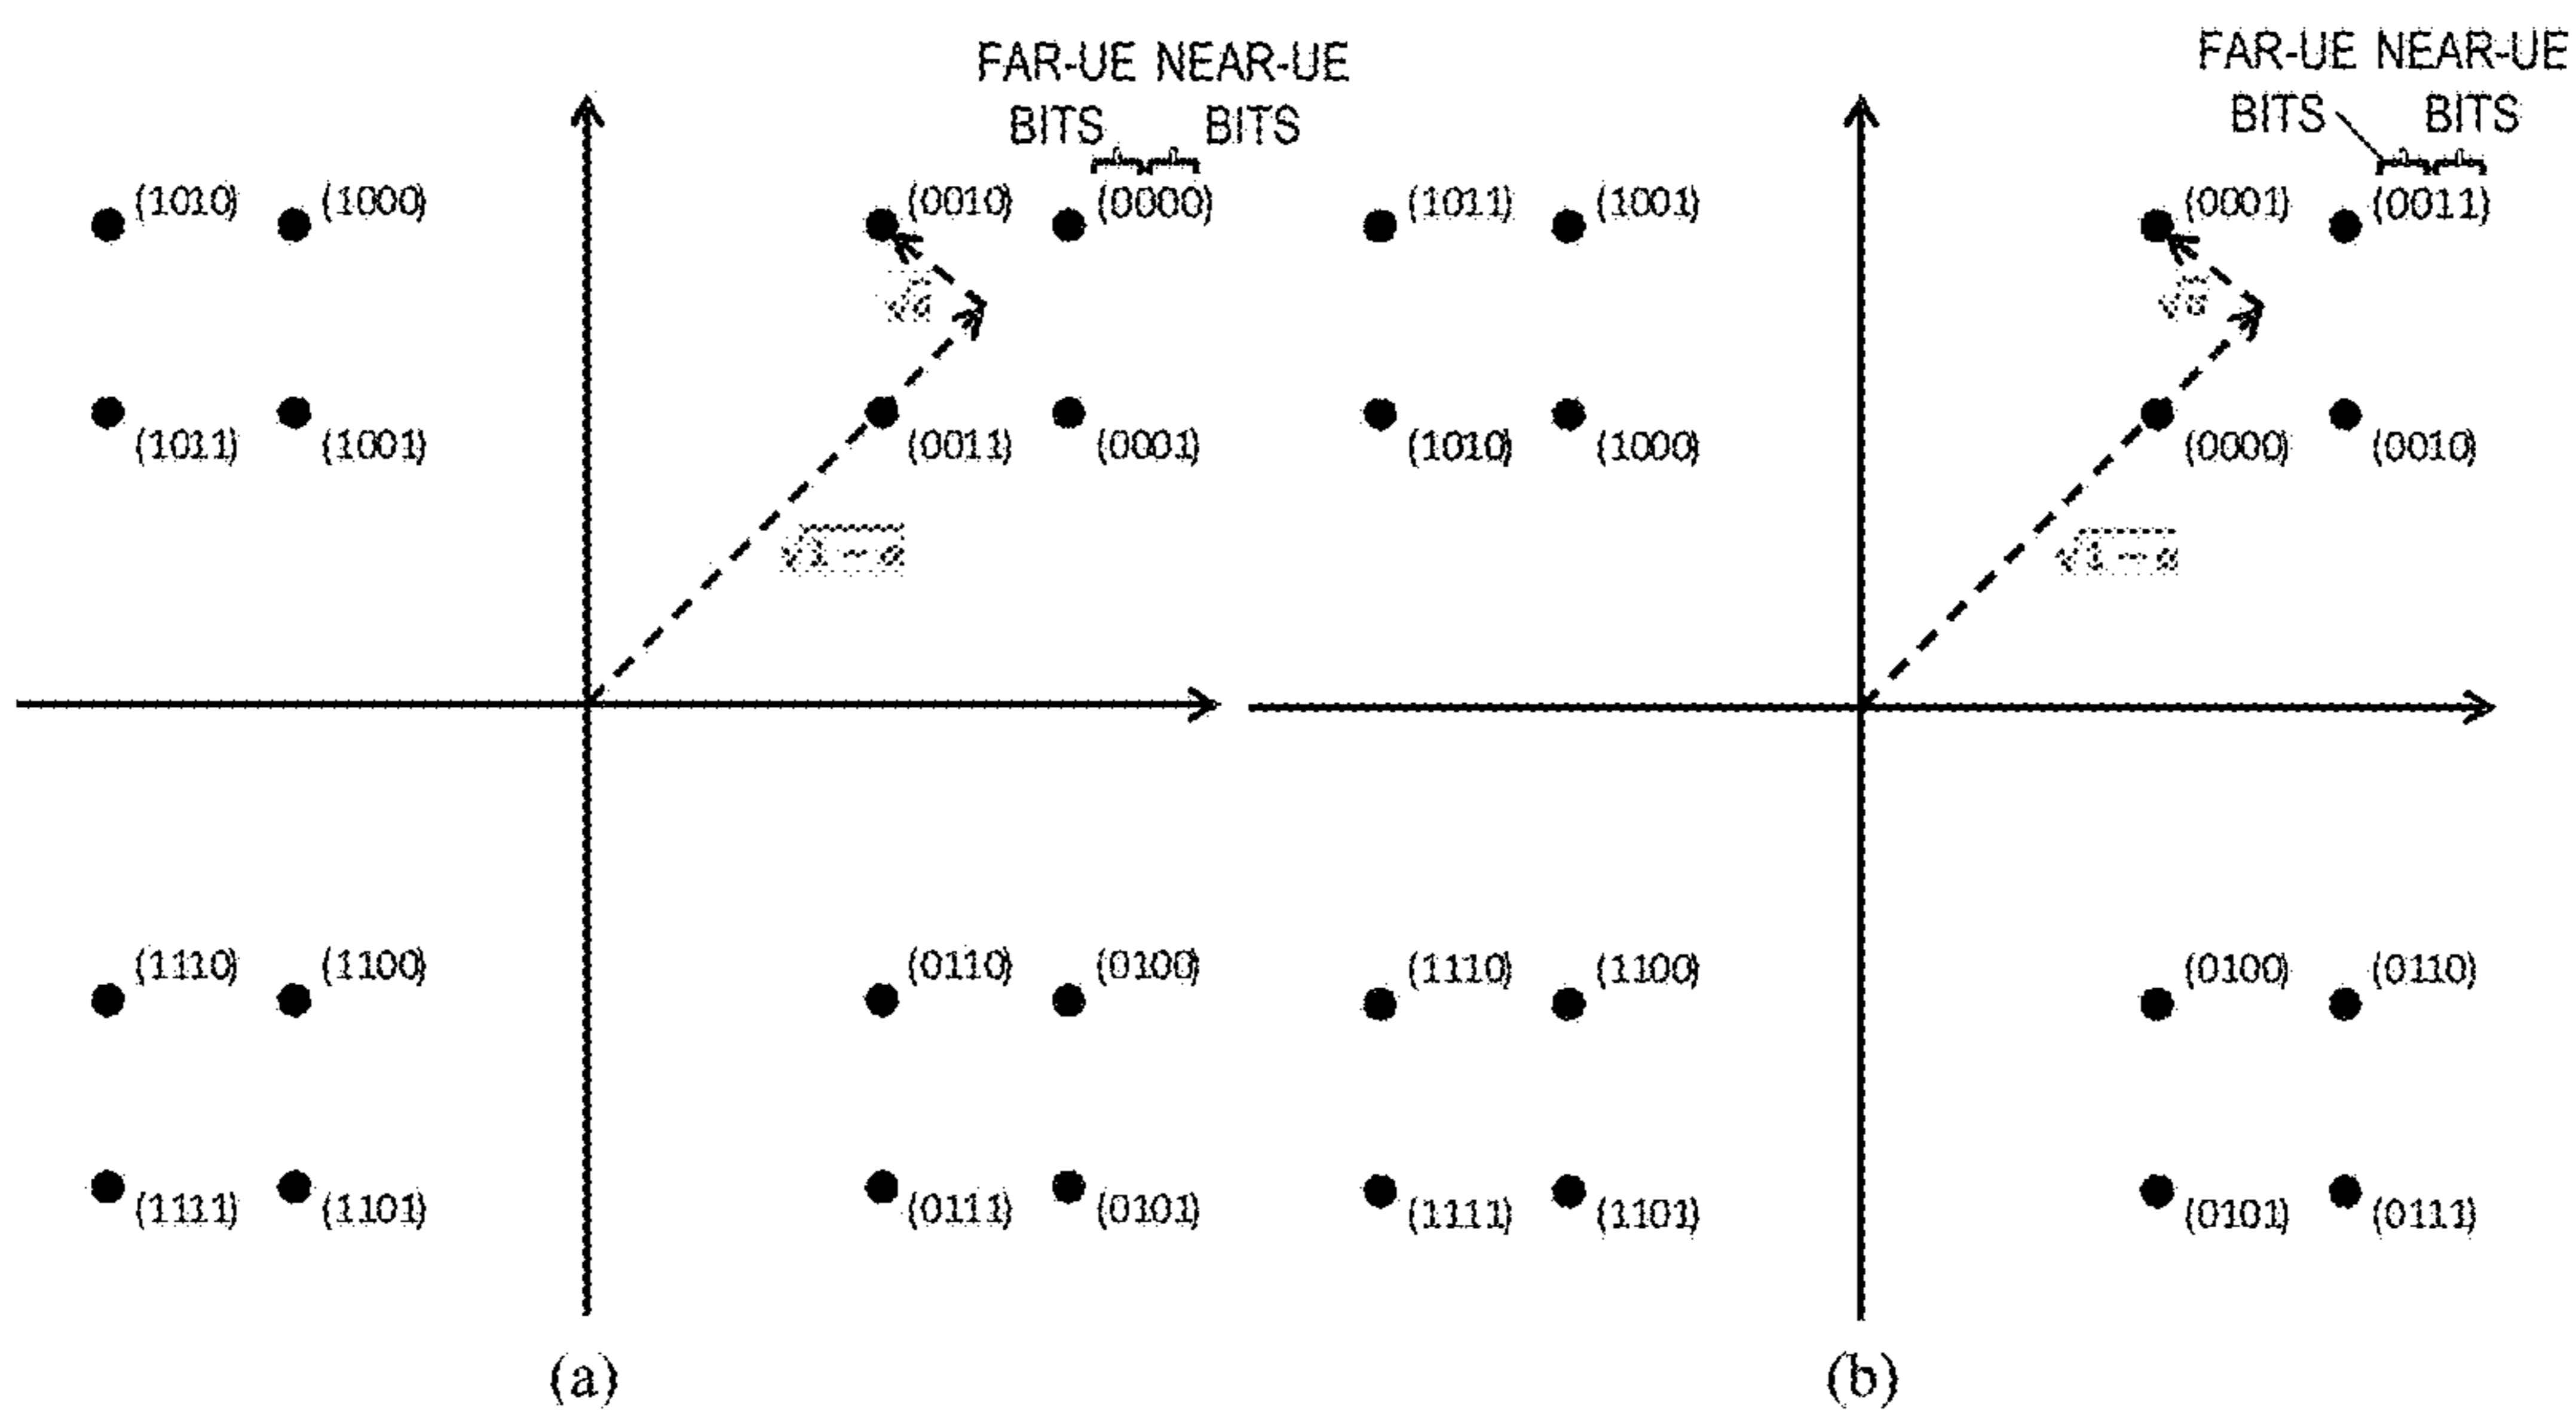 FAR-UE NEAR-UE
BITS BITS
(1010) (1000) (0010) (0000)
√α
(1011) (1001) (0011) (0001)
√1-α
(1110) (1100) (0110) (0100)
(1111) (1101) (0111) (0101)
(a)
FAR-UE NEAR-UE
BITS BITS
(1011) (1001) (0001) (0011)
√α
(1010) (1000) (0000) (0010)
√1-α
(1110) (1100) (0100) (0110)
(1111) (1101) (0101) (0111)
(b)